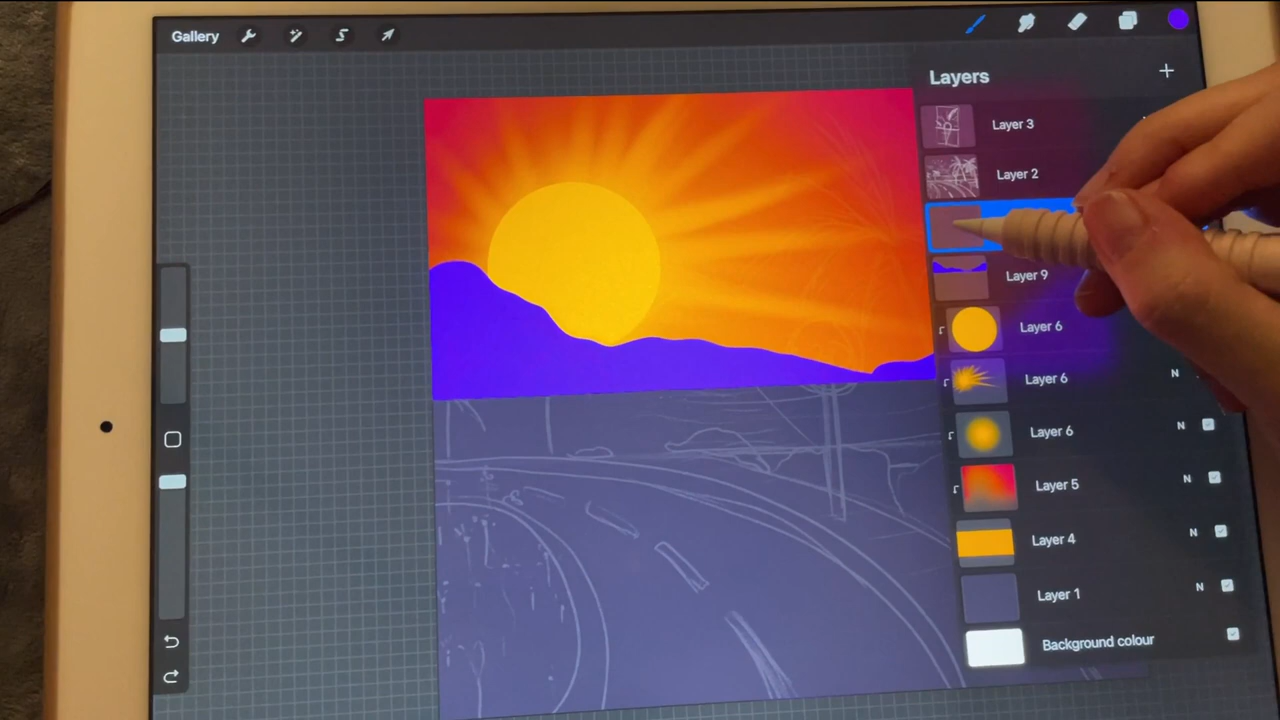 Gallery
Layers
Layer 3
Layer 2
Layer 9
Layer 6
Layer 6
N
Layer 6
N
Layer 5
N
Layer 4
N
Layer 1
N
Background colour